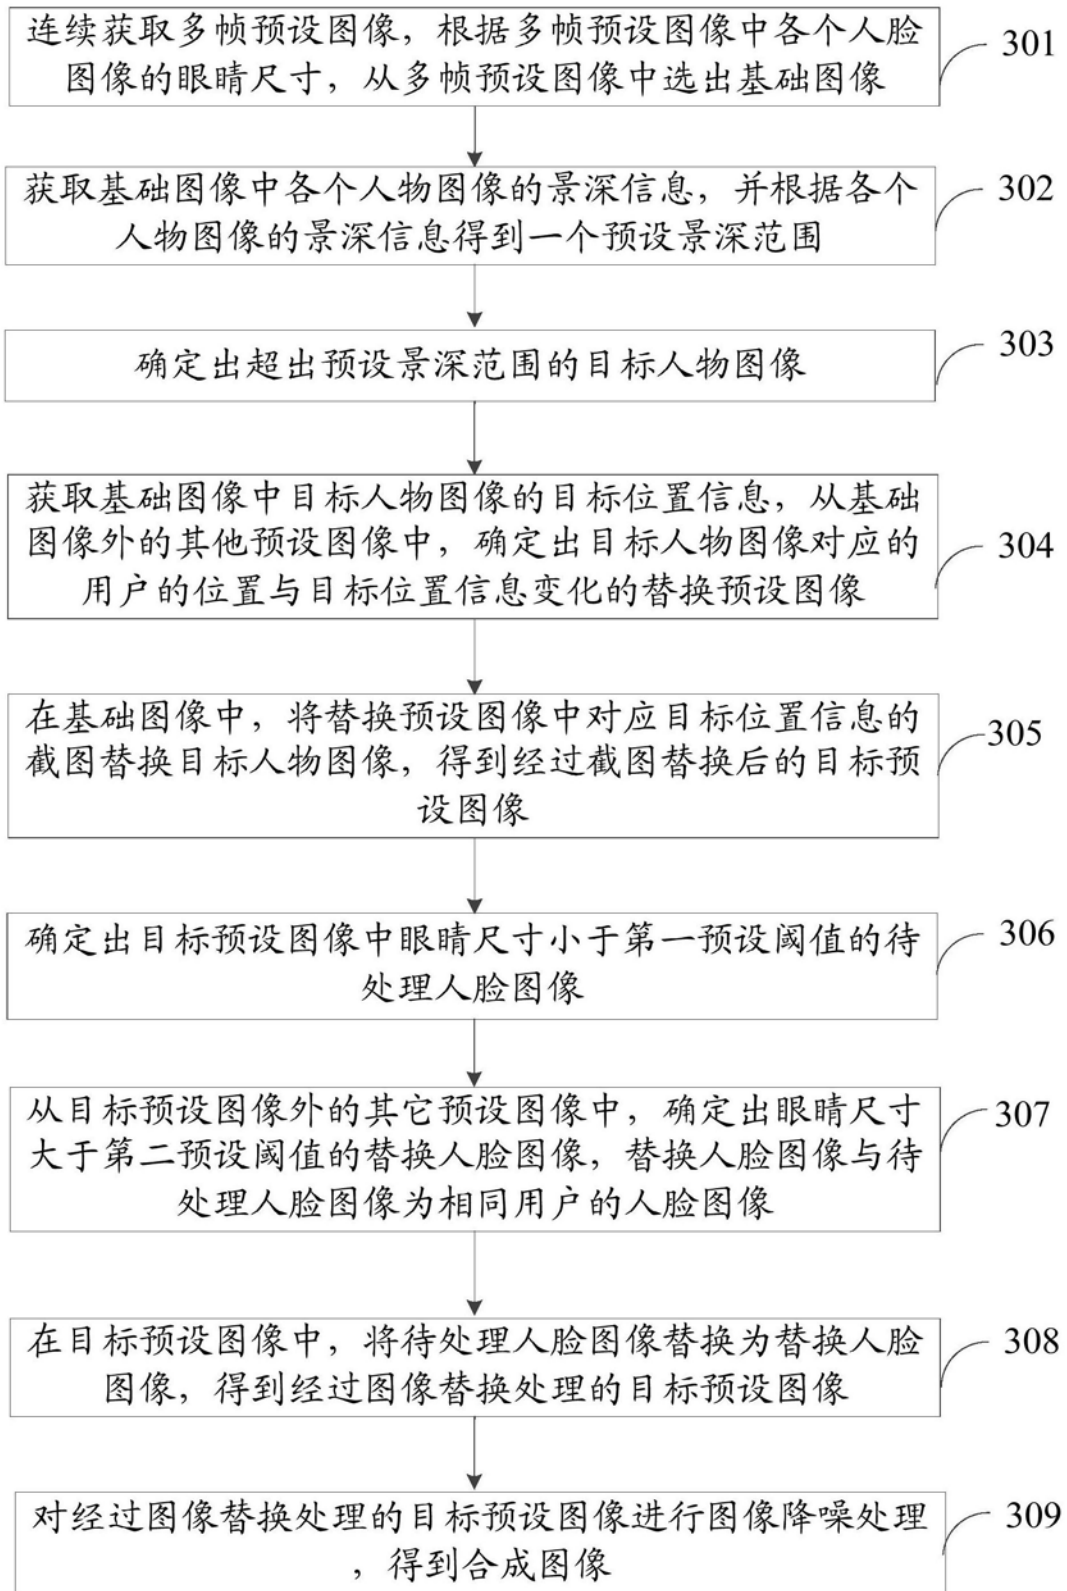 连续获取多帧预设图像，根据多帧预设图像中各个人脸
图像的眼睛尺寸，从多帧预设图像中选出基础图像
301
获取基础图像中各个人物图像的景深信息，并根据各个
人物图像的景深信息得到一个预设景深范围
302
确定出超出预设景深范围的目标人物图像
303
获取基础图像中目标人物图像的目标位置信息，从基础
图像外的其他预设图像中，确定出目标人物图像对应的
用户的位置与目标位置信息变化的替换预设图像
304
在基础图像中，将替换预设图像中对应目标位置信息的
截图替换目标人物图像，得到经过截图替换后的目标预
设图像
305
确定出目标预设图像中眼睛尺寸小于第一预设阈值的待
处理人脸图像
306
从目标预设图像外的其它预设图像中，确定出眼睛尺寸
大于第二预设阈值的替换人脸图像，替换人脸图像与待
处理人脸图像为相同用户的人脸图像
307
在目标预设图像中，将待处理人脸图像替换为替换人脸
图像，得到经过图像替换处理的目标预设图像
308
对经过图像替换处理的目标预设图像进行图像降噪处理
，得到合成图像
309